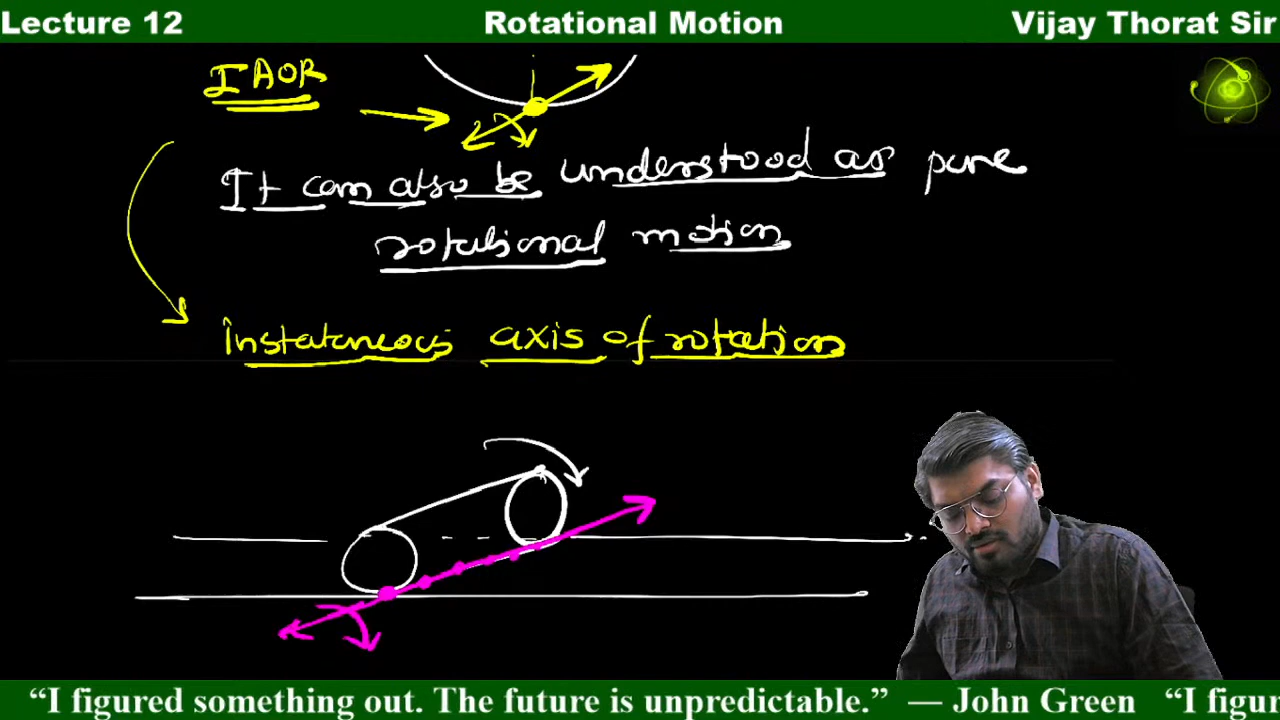 Lecture 12 Rotational Motion Vijay Thorat Sir
IAOR
It can also be understood as pure
rotational motion
Instataneous axis of rotation
“I figured something out. The future is unpredictable.” — John Green “I figur